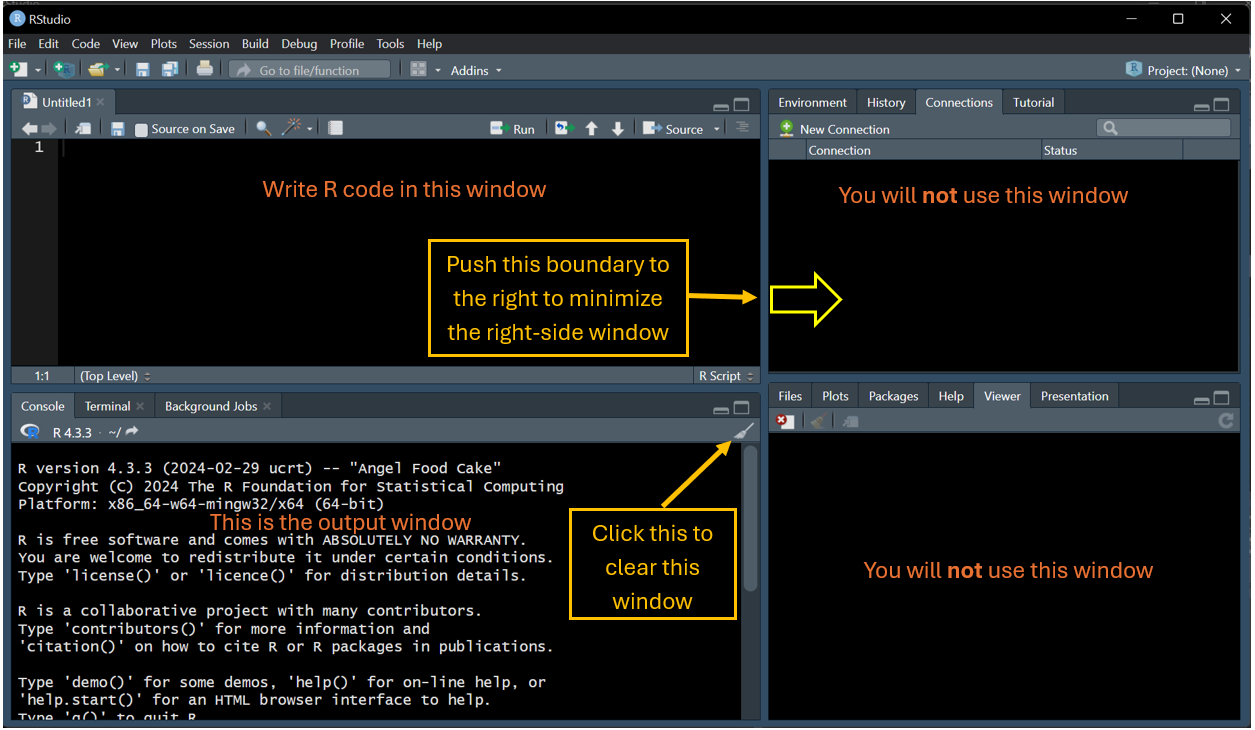 RStudio
File Edit Code View Plots Session Build Debug Profile Tools Help
Go to file/function Addins Project: (None)
Untitled1
Source on Save Run Source
1
Write R code in this window
Push this boundary to
the right to minimize
the right-side window
1:1 (Top Level) R Script
Console Terminal Background Jobs
R 4.3.3 · ~/
R version 4.3.3 (2024-02-29 ucrt) -- "Angel Food Cake"
Copyright (C) 2024 The R Foundation for Statistical Computing
Platform: x86_64-w64-mingw32/x64 (64-bit)
This is the output window
R is free software and comes with ABSOLUTELY NO WARRANTY.
You are welcome to redistribute it under certain conditions.
Type 'license()' or 'licence()' for distribution details.
R is a collaborative project with many contributors.
Type 'contributors()' for more information and
'citation()' on how to cite R or R packages in publications.
Type 'demo()' for some demos, 'help()' for on-line help, or
'help.start()' for an HTML browser interface to help.
Type 'q()' to quit R
Click this to
clear this
window
Environment History Connections Tutorial
New Connection
Connection Status
You will not use this window
Files Plots Packages Help Viewer Presentation
You will not use this window